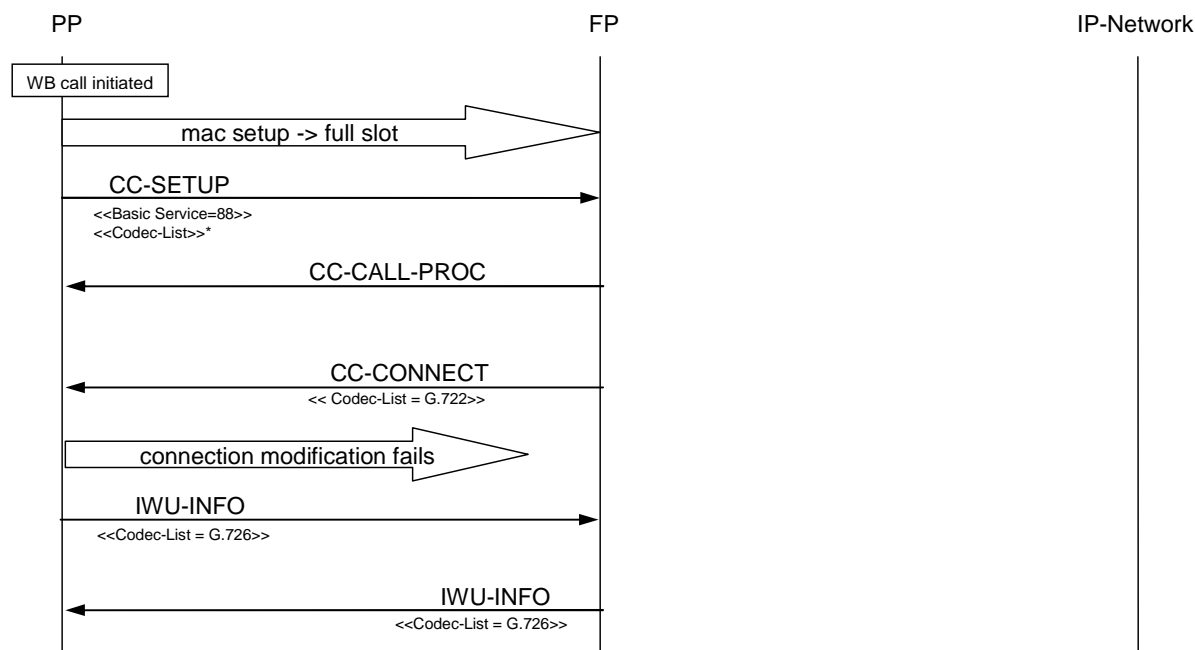 PP
FP
IP-Network
WB call initiated
mac setup -> full slot
CC-SETUP
<<Basic Service=88>>
<<Codec-List>>*
CC-CALL-PROC
CC-CONNECT
<< Codec-List = G.722>>
connection modification fails
IWU-INFO
<<Codec-List = G.726>>
IWU-INFO
<<Codec-List = G.726>>